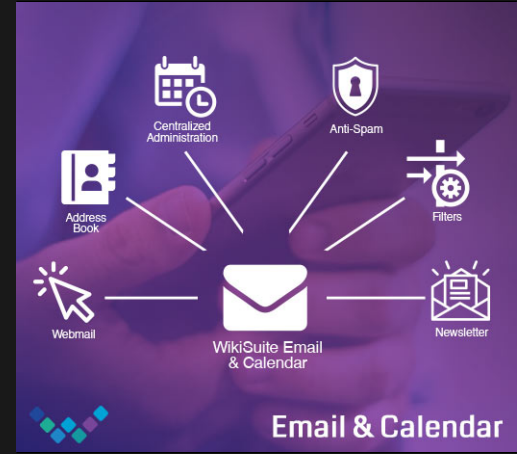 Centralized
Administration
Anti-Spam
Address
Book
Filters
Webmail
WikiSuite Email
& Calendar
Newsletter
Email & Calendar